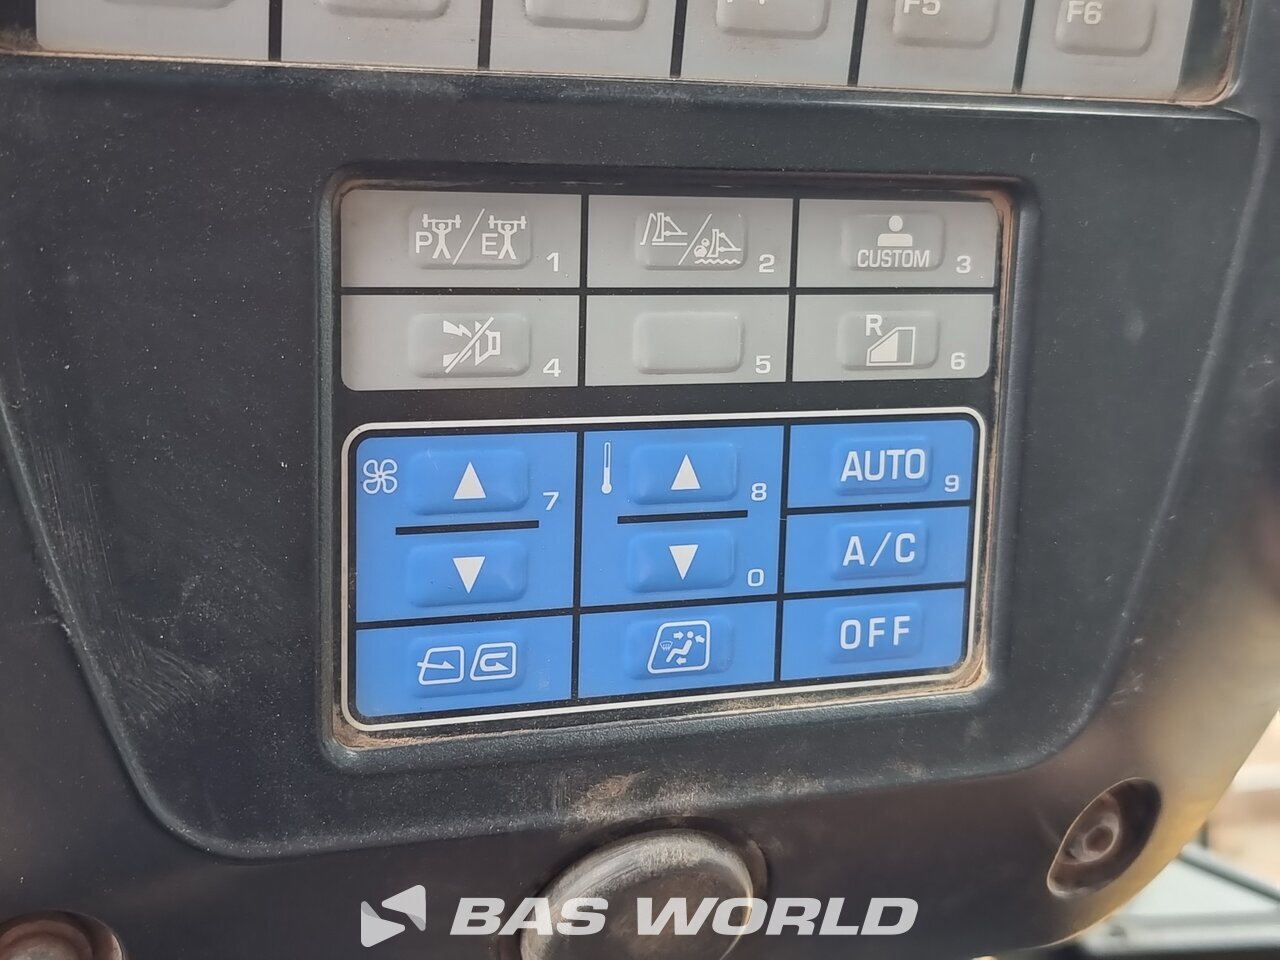 F5
F6
P / E 1
2
CUSTOM 3
4
5
R 6
7
8
AUTO 9
A/C
0
OFF
BAS WORLD